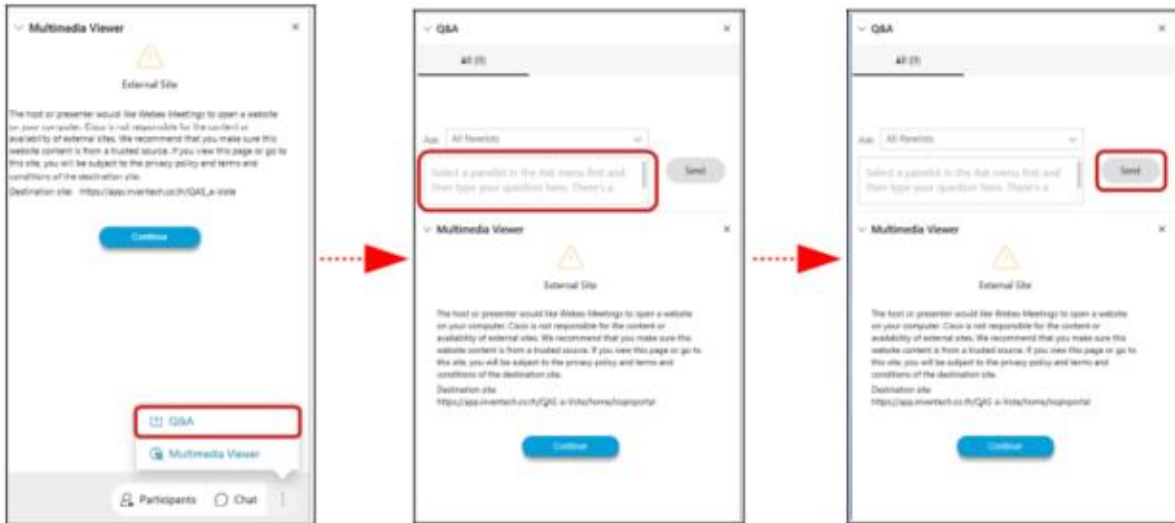 Multimedia Viewer
External Site
The host or presenter would like Webex Meetings to open a website
on your computer. Cisco is not responsible for the content or
availability of external sites. We recommend that you make sure this
website content is from a trusted source. If you view this page or go to
this site, you will be subject to the privacy policy and terms and
conditions of the destination site.
Destination site: https://app.inventech.co.th/QAS_e-Vote
Continue
Q&A
Multimedia Viewer
Participants
Chat
Q&A
All (0)
Ask: All Panelists
Select a panelist in the Ask menu first and
then type your question here. There's a
Send
Multimedia Viewer
External Site
The host or presenter would like Webex Meetings to open a website
on your computer. Cisco is not responsible for the content or
availability of external sites. We recommend that you make sure this
website content is from a trusted source. If you view this page or go to
this site, you will be subject to the privacy policy and terms and
conditions of the destination site.
Destination site:
Continue
Q&A
All (0)
Ask: All Panelists
Select a panelist in the Ask menu first and
then type your question here. There's a
Send
Multimedia Viewer
External Site
The host or presenter would like Webex Meetings to open a website
on your computer. Cisco is not responsible for the content or
availability of external sites. We recommend that you make sure this
website content is from a trusted source. If you view this page or go to
this site, you will be subject to the privacy policy and terms and
conditions of the destination site.
Destination site:
Continue